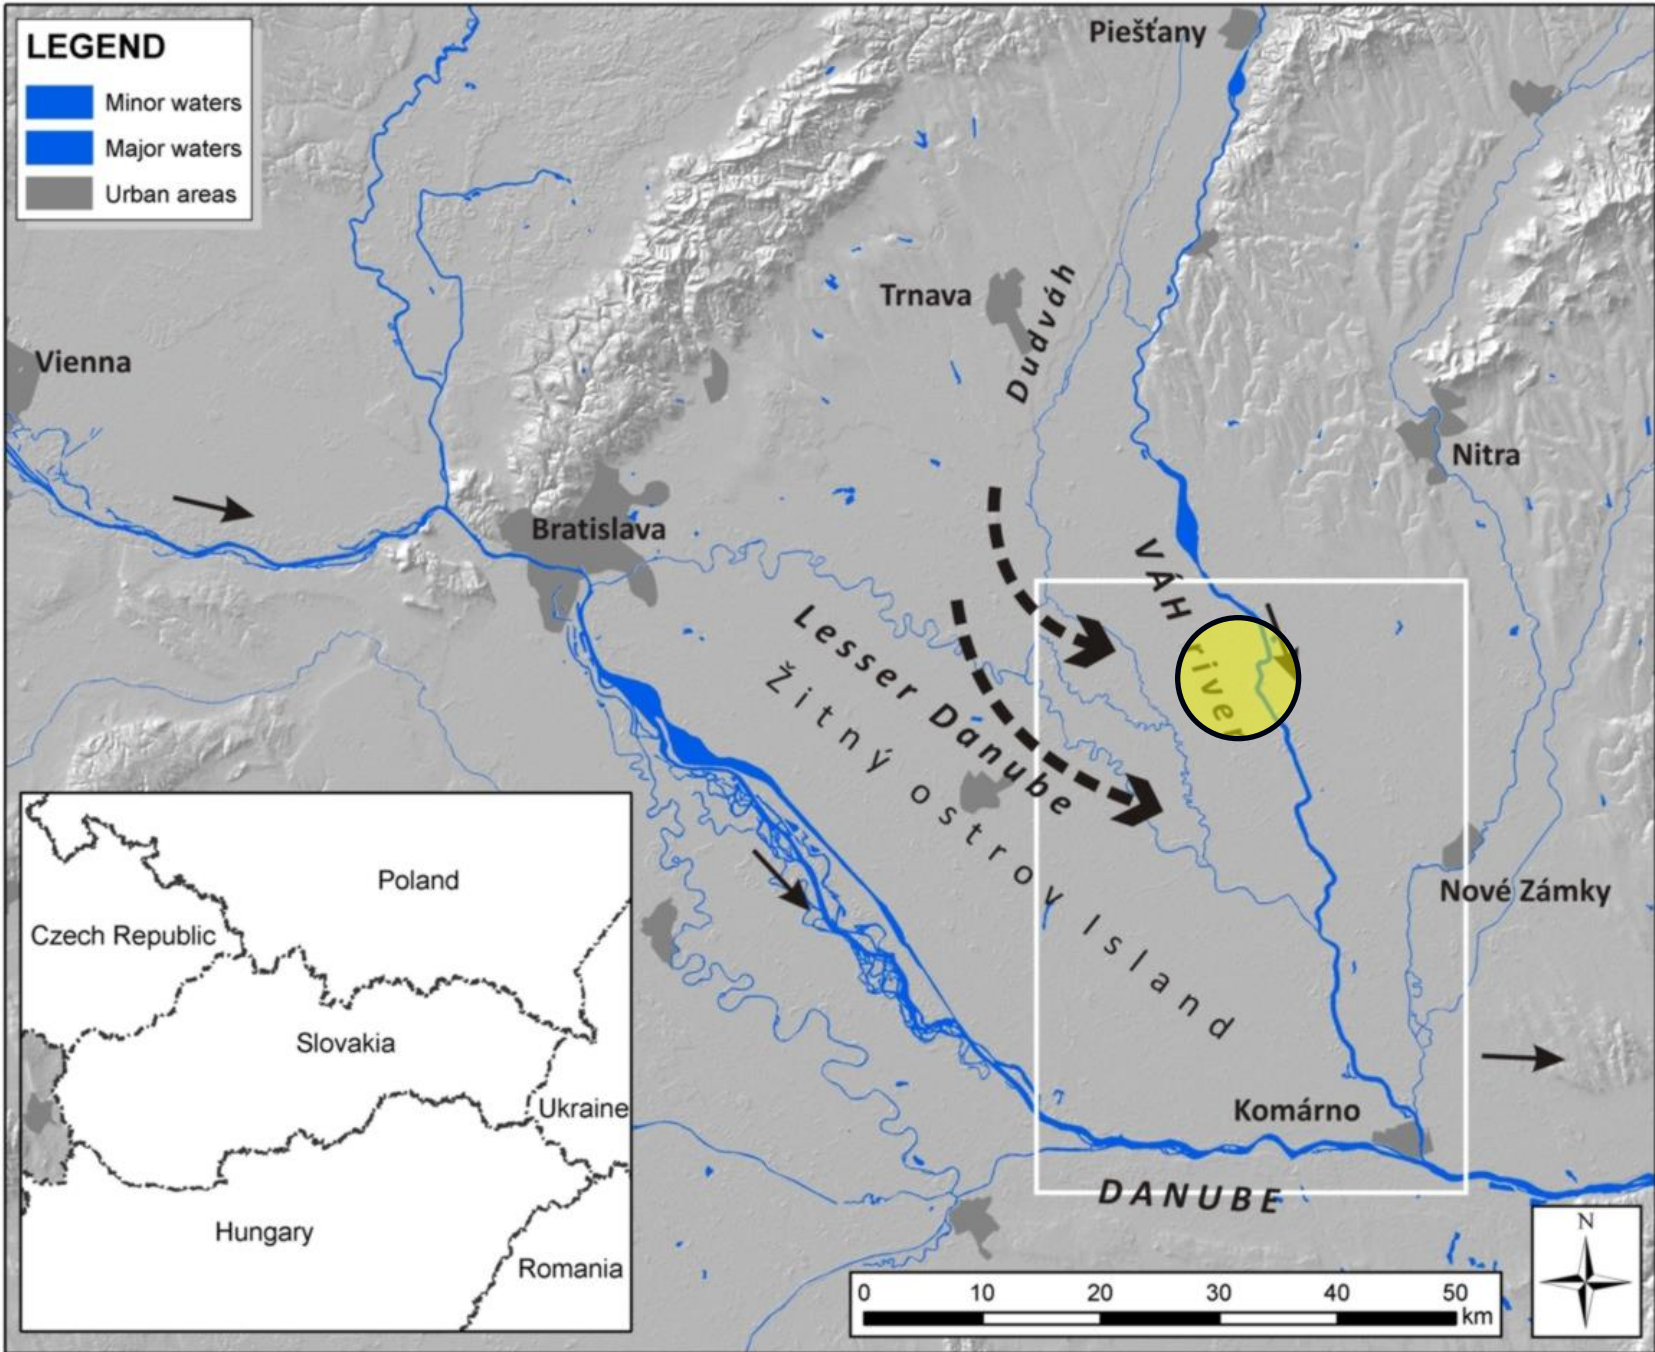 LEGEND
Minor waters
Major waters
Urban areas
Piešťany
Trnava
Dudváh
Vienna
Nitra
Bratislava
VÁH river
Lesser Danube
Žitný ostrov Island
Nové Zámky
Komárno
DANUBE
Poland
Czech Republic
Slovakia
Ukraine
Hungary
Romania
N
0 10 20 30 40 50
km